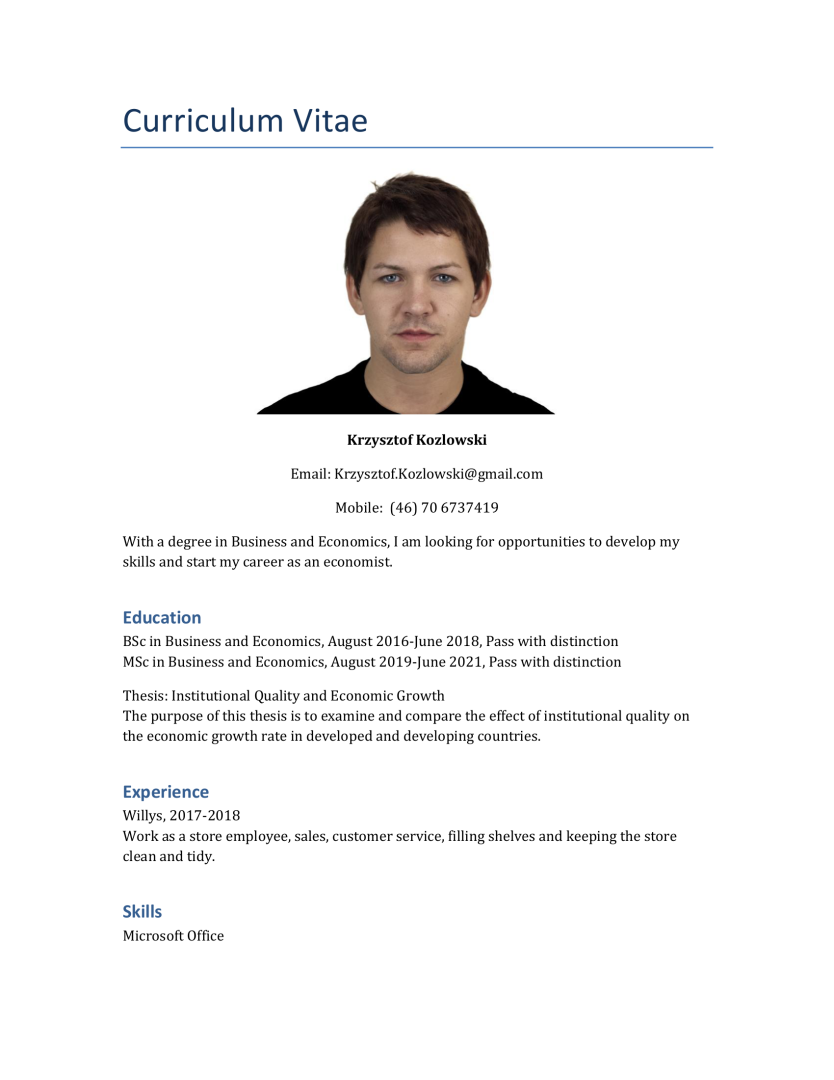 Curriculum Vitae
Krzysztof Kozlowski
Email: Krzysztof.Kozlowski@gmail.com
Mobile:  (46) 70 6737419
With a degree in Business and Economics, I am looking for opportunities to develop my
skills and start my career as an economist.
Education
BSc in Business and Economics, August 2016-June 2018, Pass with distinction
MSc in Business and Economics, August 2019-June 2021, Pass with distinction
Thesis: Institutional Quality and Economic Growth
The purpose of this thesis is to examine and compare the effect of institutional quality on
the economic growth rate in developed and developing countries.
Experience
Willys, 2017-2018
Work as a store employee, sales, customer service, filling shelves and keeping the store
clean and tidy.
Skills
Microsoft Office